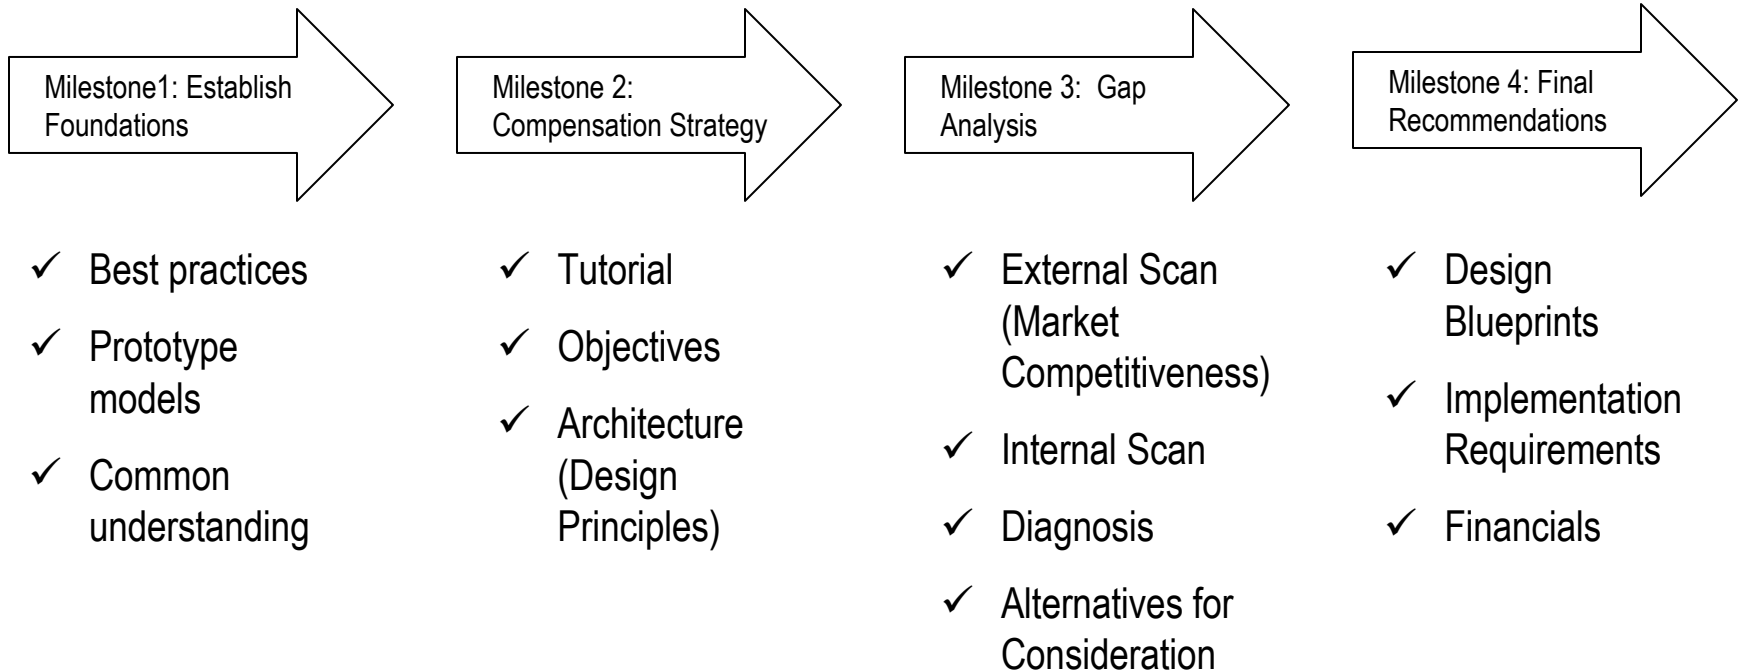 Milestone1: Establish
Foundations
Milestone 2:
Compensation Strategy
Milestone 3:  Gap
Analysis
Milestone 4: Final
Recommendations
✓ Best practices
✓ Prototype
models
✓ Common
understanding
✓ Tutorial
✓ Objectives
✓ Architecture
(Design
Principles)
✓ External Scan
(Market
Competitiveness)
✓ Internal Scan
✓ Diagnosis
✓ Alternatives for
Consideration
✓ Design
Blueprints
✓ Implementation
Requirements
✓ Financials